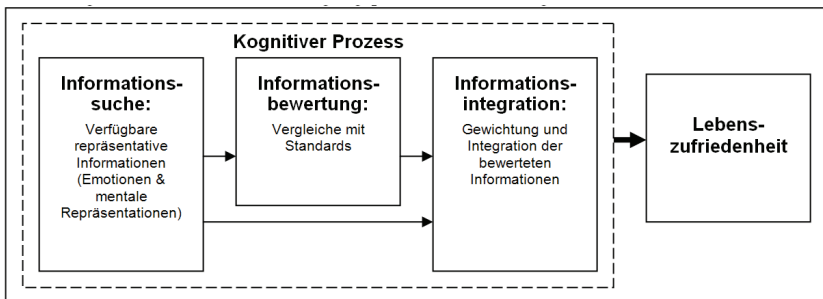 Kognitiver Prozess
Informations-
suche:
Verfügbare
repräsentative
Informationen
(Emotionen &
mentale
Repräsentationen)
Informations-
bewertung:
Vergleiche mit
Standards
Informations-
integration:
Gewichtung und
Integration der
bewerteten
Informationen
Lebens-
zufriedenheit